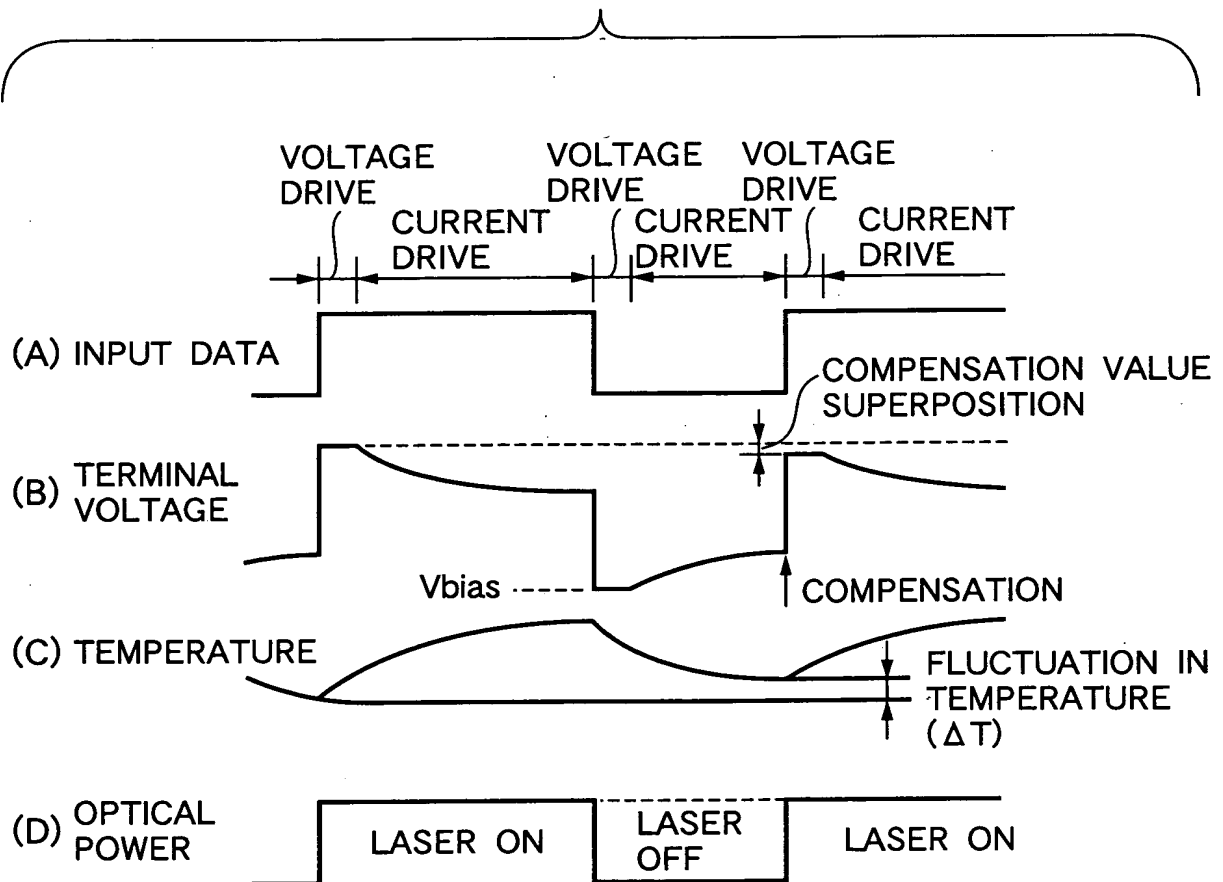 VOLTAGE DRIVE
VOLTAGE DRIVE
VOLTAGE DRIVE
CURRENT DRIVE
CURRENT DRIVE
CURRENT DRIVE
(A) INPUT DATA
COMPENSATION VALUE
SUPERPOSITION
(B) TERMINAL
VOLTAGE
Vbias
COMPENSATION
(C) TEMPERATURE
FLUCTUATION IN
TEMPERATURE
(ΔT)
(D) OPTICAL
POWER
LASER ON
LASER
OFF
LASER ON